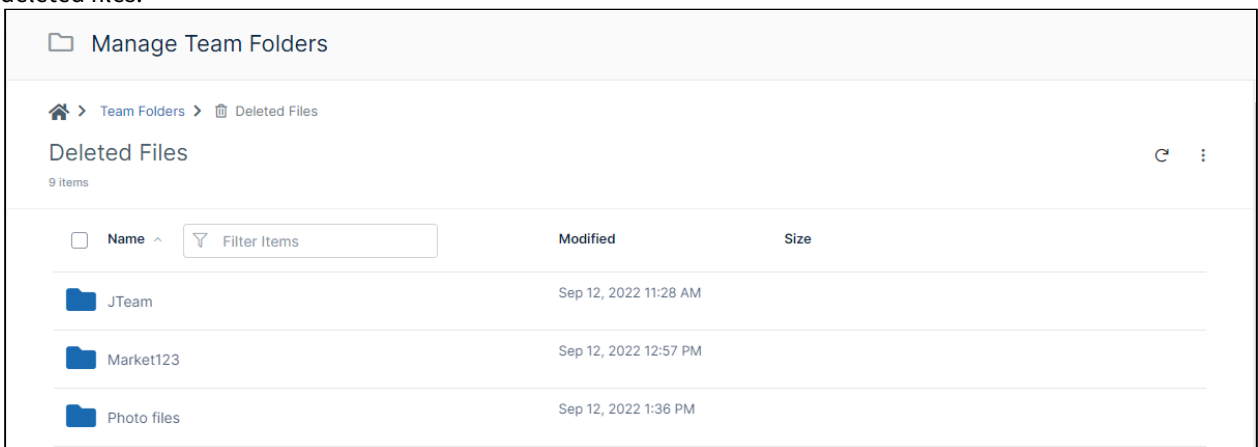 deleted files.
Manage Team Folders
Team Folders > Deleted Files
Deleted Files
9 items
Name Filter Items Modified Size
JTeam Sep 12, 2022 11:28 AM
Market123 Sep 12, 2022 12:57 PM
Photo files Sep 12, 2022 1:36 PM